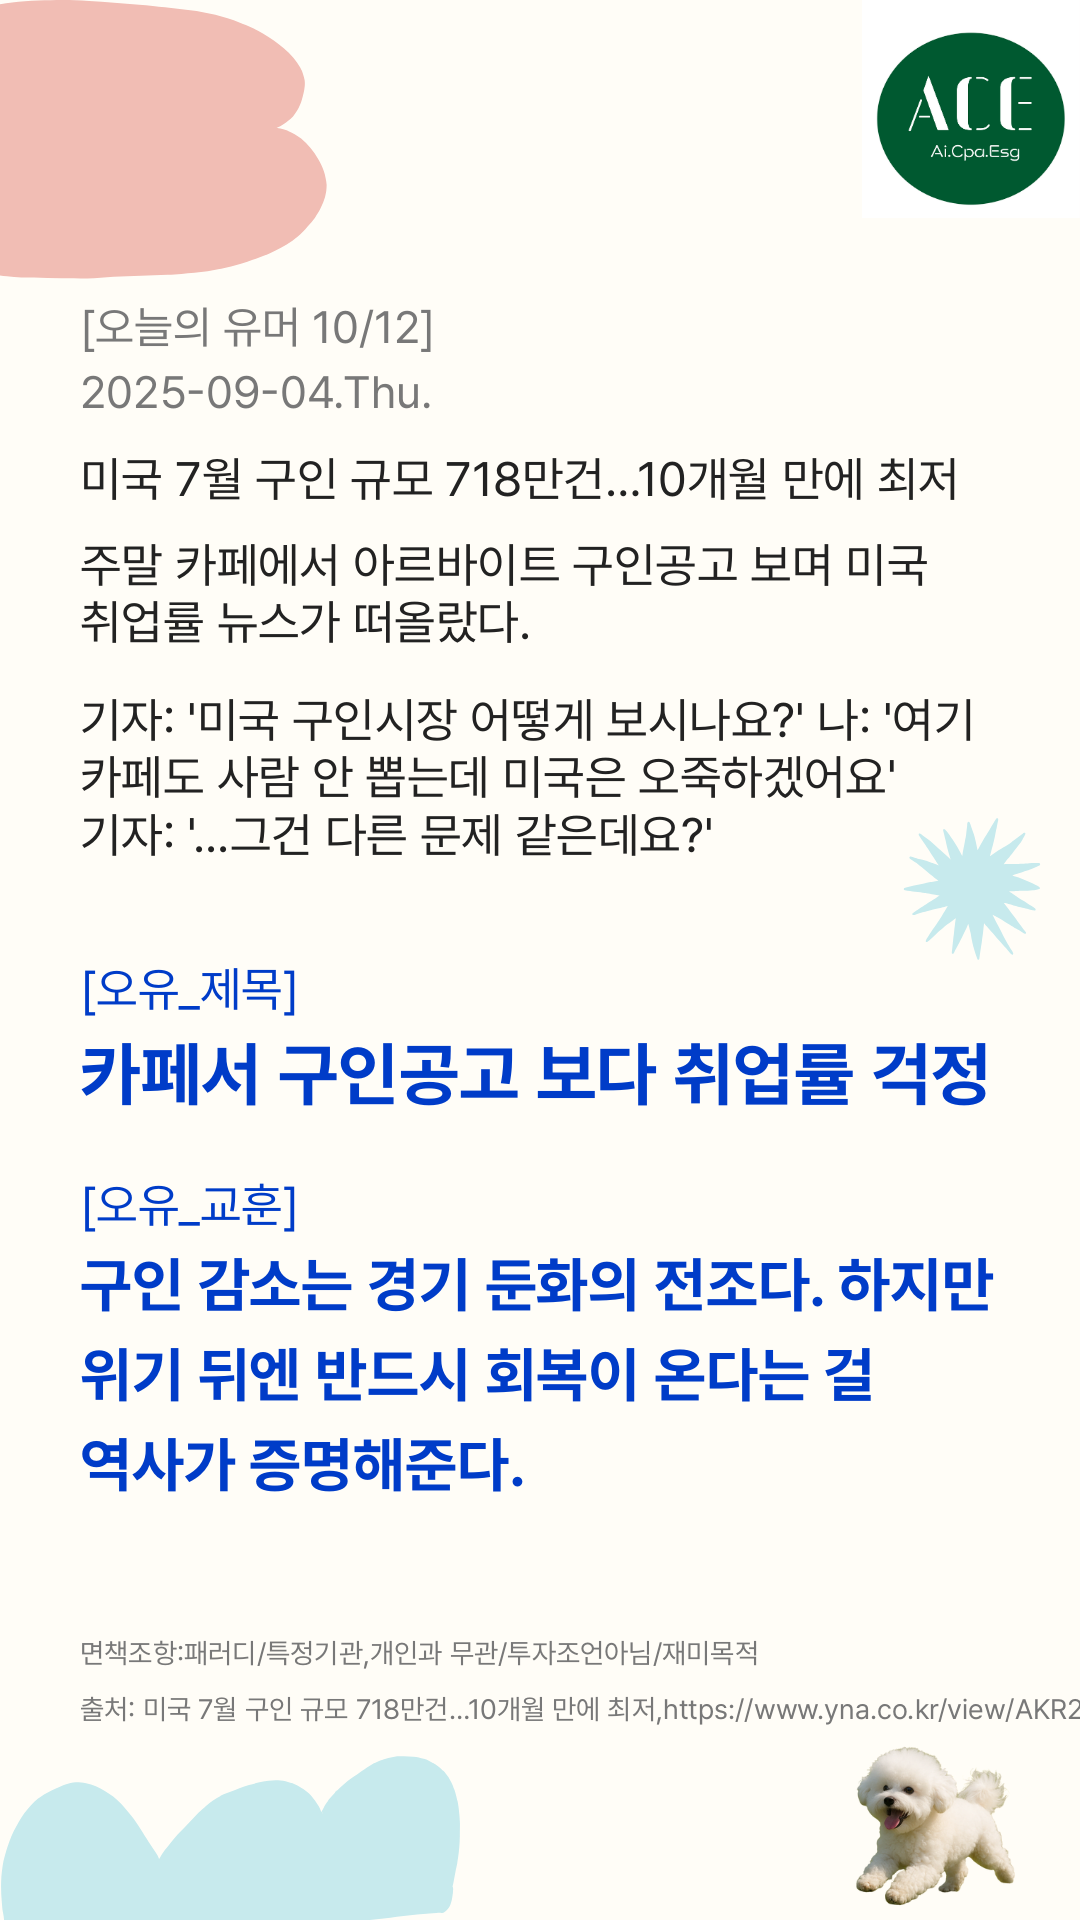 ACE
Ai.Cpa.Esg
[오늘의 유머 10/12]
2025-09-04.Thu.
미국 7월 구인 규모 718만건…10개월 만에 최저
주말 카페에서 아르바이트 구인공고 보며 미국
취업률 뉴스가 떠올랐다.
기자: '미국 구인시장 어떻게 보시나요?' 나: '여기
카페도 사람 안 뽑는데 미국은 오죽하겠어요'
기자: '...그건 다른 문제 같은데요?'
[오유_제목]
카페서 구인공고 보다 취업률 걱정
[오유_교훈]
구인 감소는 경기 둔화의 전조다. 하지만
위기 뒤엔 반드시 회복이 온다는 걸
역사가 증명해준다.
면책조항:패러디/특정기관,개인과 무관/투자조언아님/재미목적
출처: 미국 7월 구인 규모 718만건…10개월 만에 최저,https://www.yna.co.kr/view/AKR2